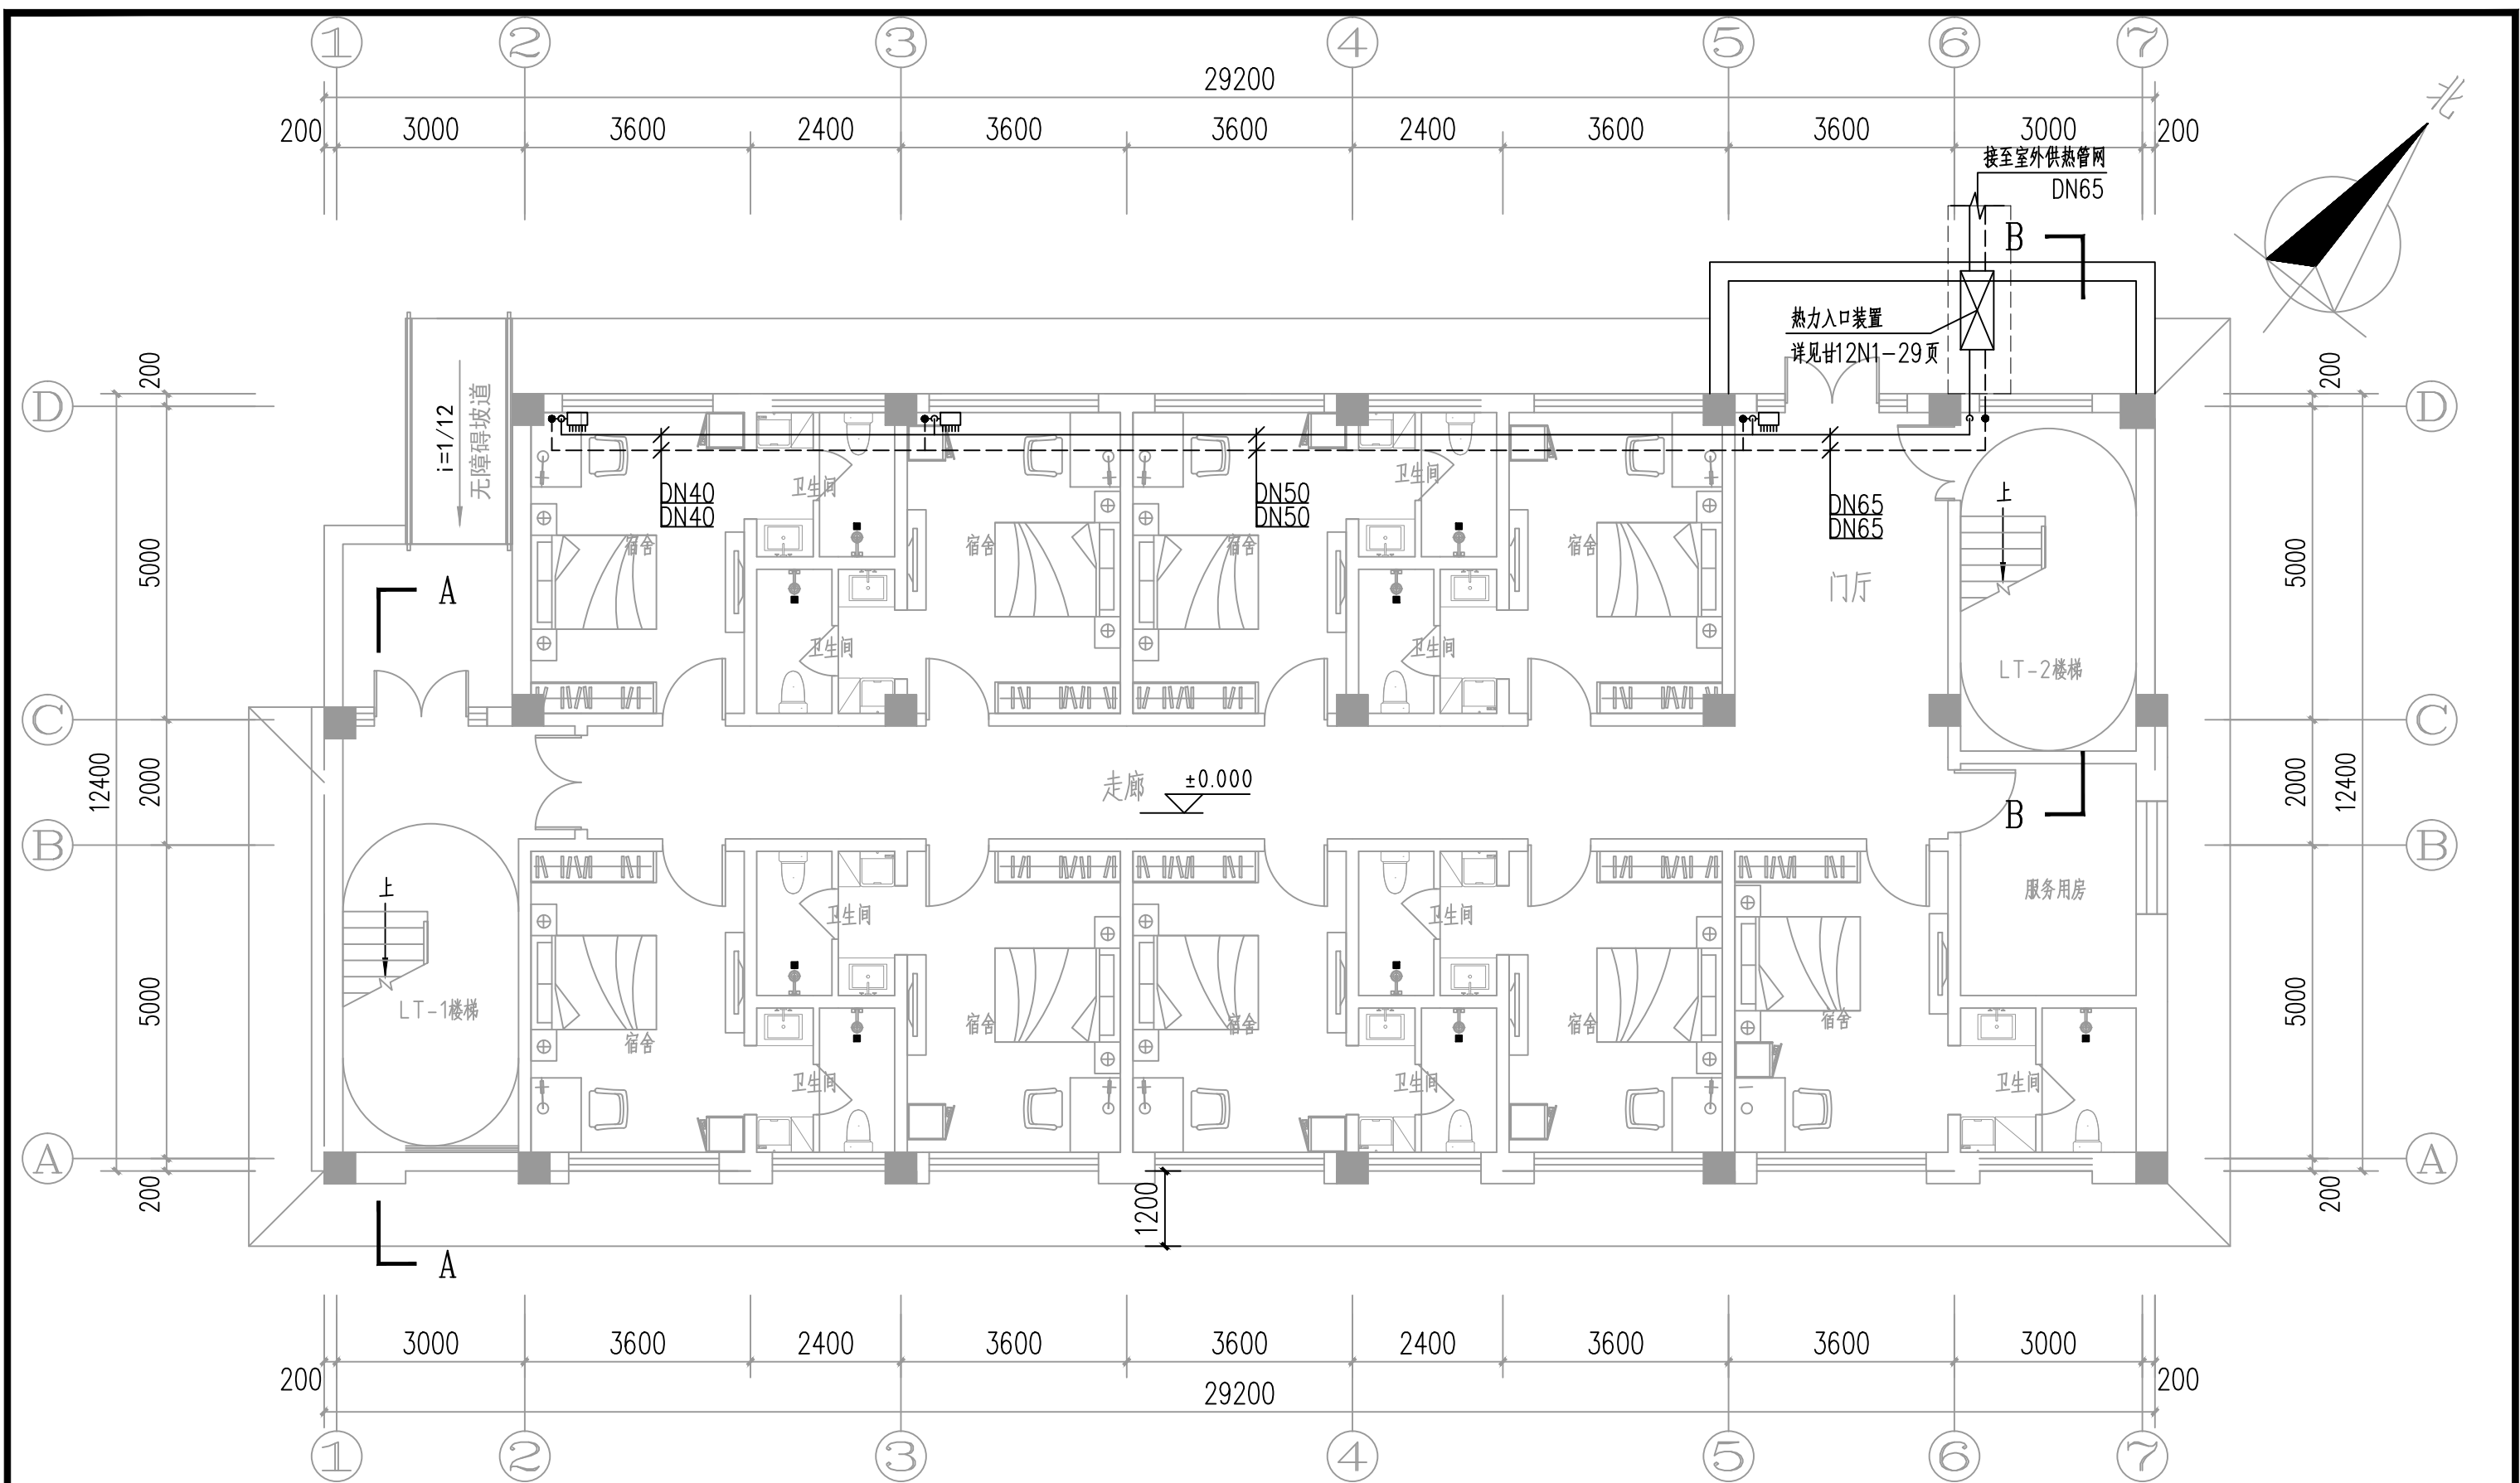 1 2 3 4 5 6 7
29200
200 3000 3600 2400 3600 3600 2400 3600 3600 3000 200
北
接至室外供热管网
DN65
B
热力入口装置
详见甘12N1-29页
200
200
D
D
i=1/12
无障碍坡道
卫生间
卫生间
DN40
DN40
DN50
DN50
DN65
DN65
上
宿舍
宿舍
宿舍
宿舍
5000
5000
门厅
A
卫生间
卫生间
LT-2楼梯
C
C
12400
2000
走廊
±0.000
2000
12400
B
B
B
上
卫生间
卫生间
服务用房
LT-1楼梯
5000
5000
宿舍
宿舍
宿舍
宿舍
宿舍
卫生间
卫生间
卫生间
A
A
200
1200
200
A
3000 3600 2400 3600 3600 2400 3600 3600 3000
200
200
29200
1 2 3 4 5 6 7